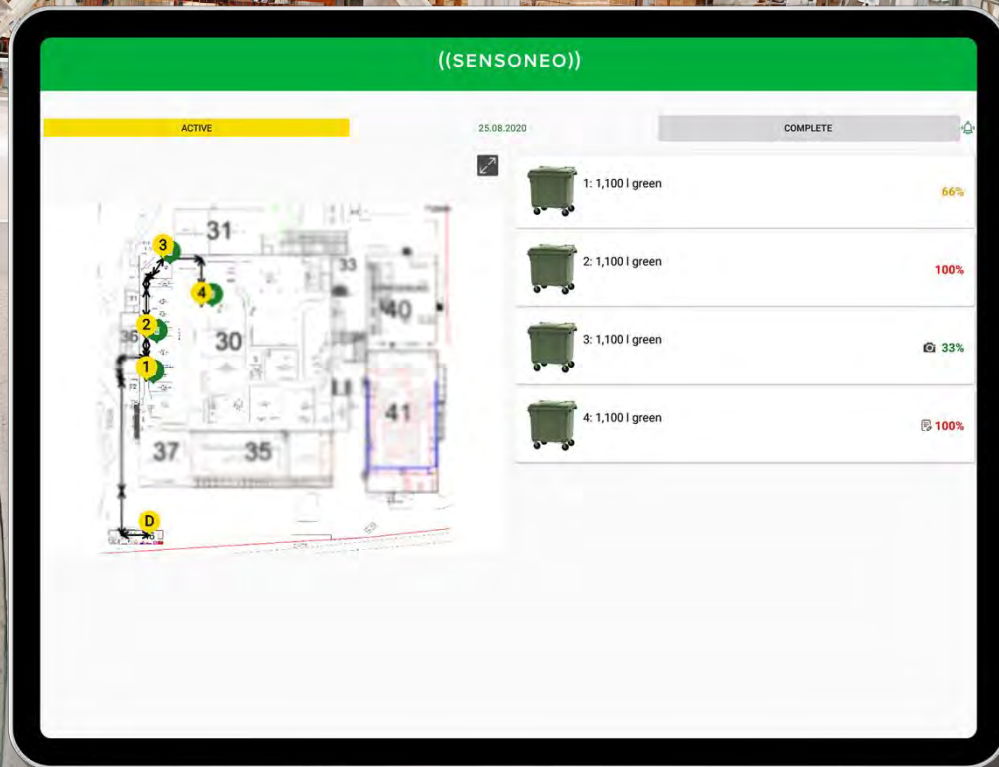 ((SENSONEO))
ACTIVE
25.08.2020
COMPLETE
1: 1,100 l green
66%
2: 1,100 l green
100%
3: 1,100 l green
33%
4: 1,100 l green
100%
31
3
33
4
40
2
36
30
1
41
37
35
D